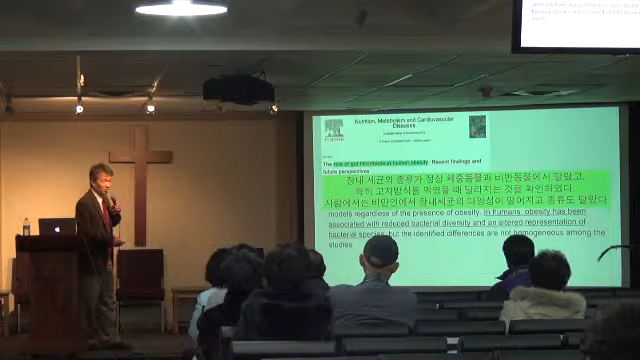 Nutrition, Metabolism and Cardiovascular
Diseases
ELSEVIER
The role of gut microbiota in human obesity: Recent findings and
future perspectives
장내 세균의 종류가 정상 체중동물과 비만동물에서 달랐고,
특히 고지방식을 먹였을 때 달라지는 것을 확인하였다.
사람에서는 비만인에서 장내세균의 다양성이 떨어지고 종류도 달랐다
models regardless of the presence of obesity. In humans, obesity has been
associated with reduced bacterial diversity and an altered representation of
bacterial species, but the identified differences are not homogeneous among the
studies.